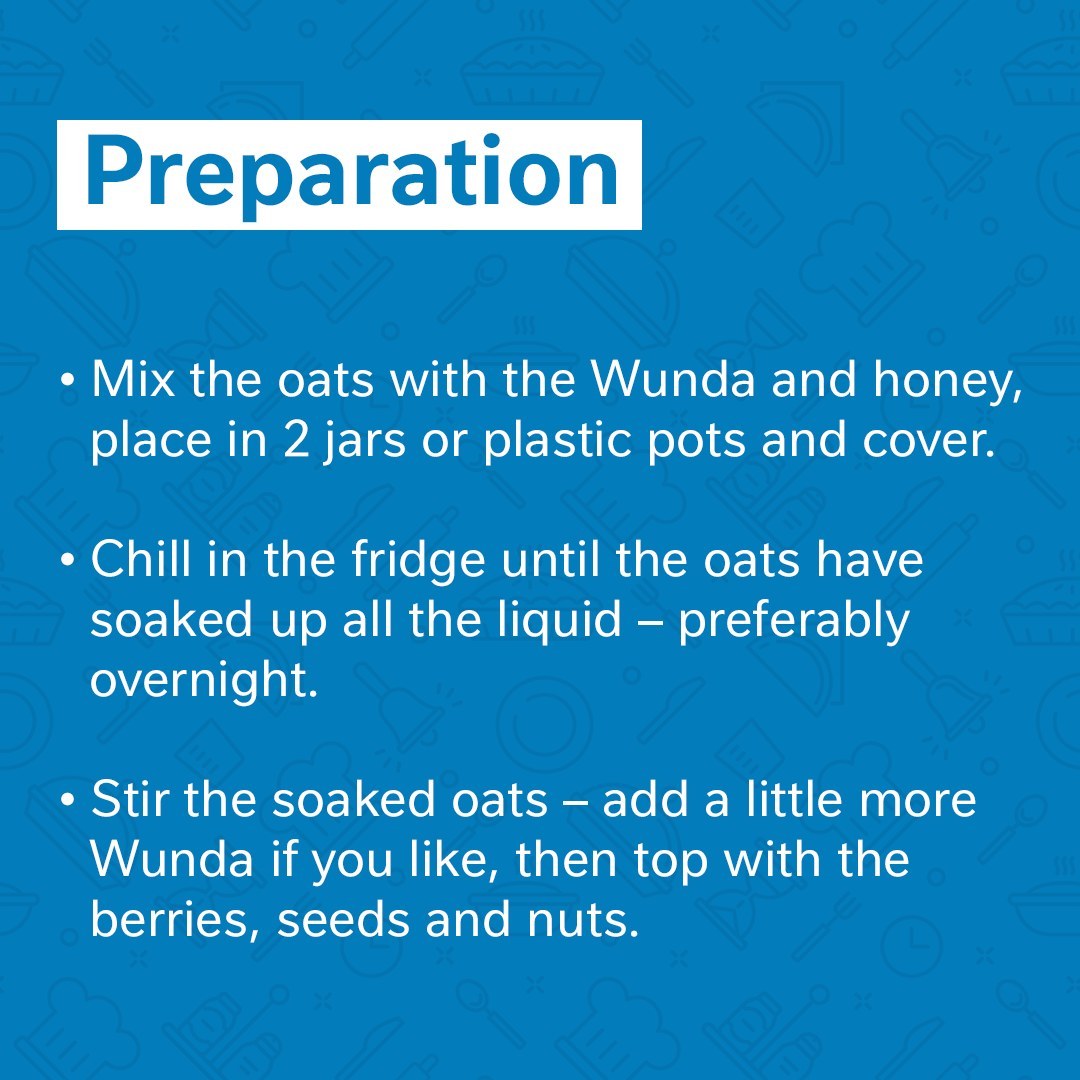 Preparation
• Mix the oats with the Wunda and honey,
place in 2 jars or plastic pots and cover.
• Chill in the fridge until the oats have
soaked up all the liquid – preferably
overnight.
• Stir the soaked oats – add a little more
Wunda if you like, then top with the
berries, seeds and nuts.